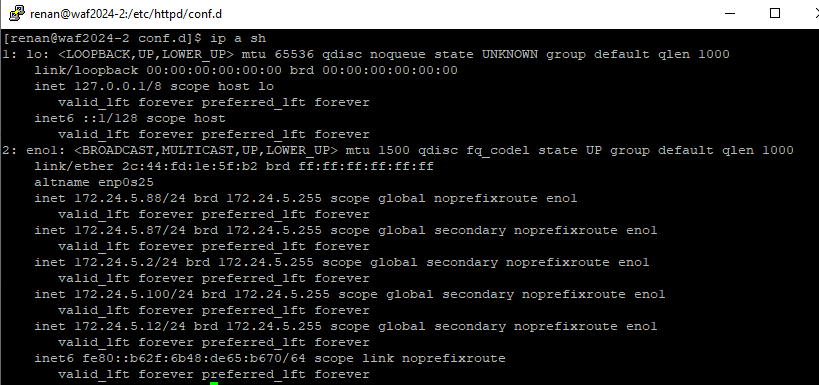 renan@waf2024-2:/etc/httpd/conf.d
[renan@waf2024-2 conf.d]$ ip a sh
1: lo: <LOOPBACK,UP,LOWER_UP> mtu 65536 qdisc noqueue state UNKNOWN group default qlen 1000
    link/loopback 00:00:00:00:00:00 brd 00:00:00:00:00:00
    inet 127.0.0.1/8 scope host lo
       valid_lft forever preferred_lft forever
    inet6 ::1/128 scope host
       valid_lft forever preferred_lft forever
2: eno1: <BROADCAST,MULTICAST,UP,LOWER_UP> mtu 1500 qdisc fq_codel state UP group default qlen 1000
    link/ether 2c:44:fd:1e:5f:b2 brd ff:ff:ff:ff:ff:ff
    altname enp0s25
    inet 172.24.5.88/24 brd 172.24.5.255 scope global noprefixroute eno1
       valid_lft forever preferred_lft forever
    inet 172.24.5.87/24 brd 172.24.5.255 scope global secondary noprefixroute eno1
       valid_lft forever preferred_lft forever
    inet 172.24.5.2/24 brd 172.24.5.255 scope global secondary noprefixroute eno1
       valid_lft forever preferred_lft forever
    inet 172.24.5.100/24 brd 172.24.5.255 scope global secondary noprefixroute eno1
       valid_lft forever preferred_lft forever
    inet 172.24.5.12/24 brd 172.24.5.255 scope global secondary noprefixroute eno1
       valid_lft forever preferred_lft forever
    inet6 fe80::b62f:6b48:de65:b670/64 scope link noprefixroute
       valid_lft forever preferred_lft forever